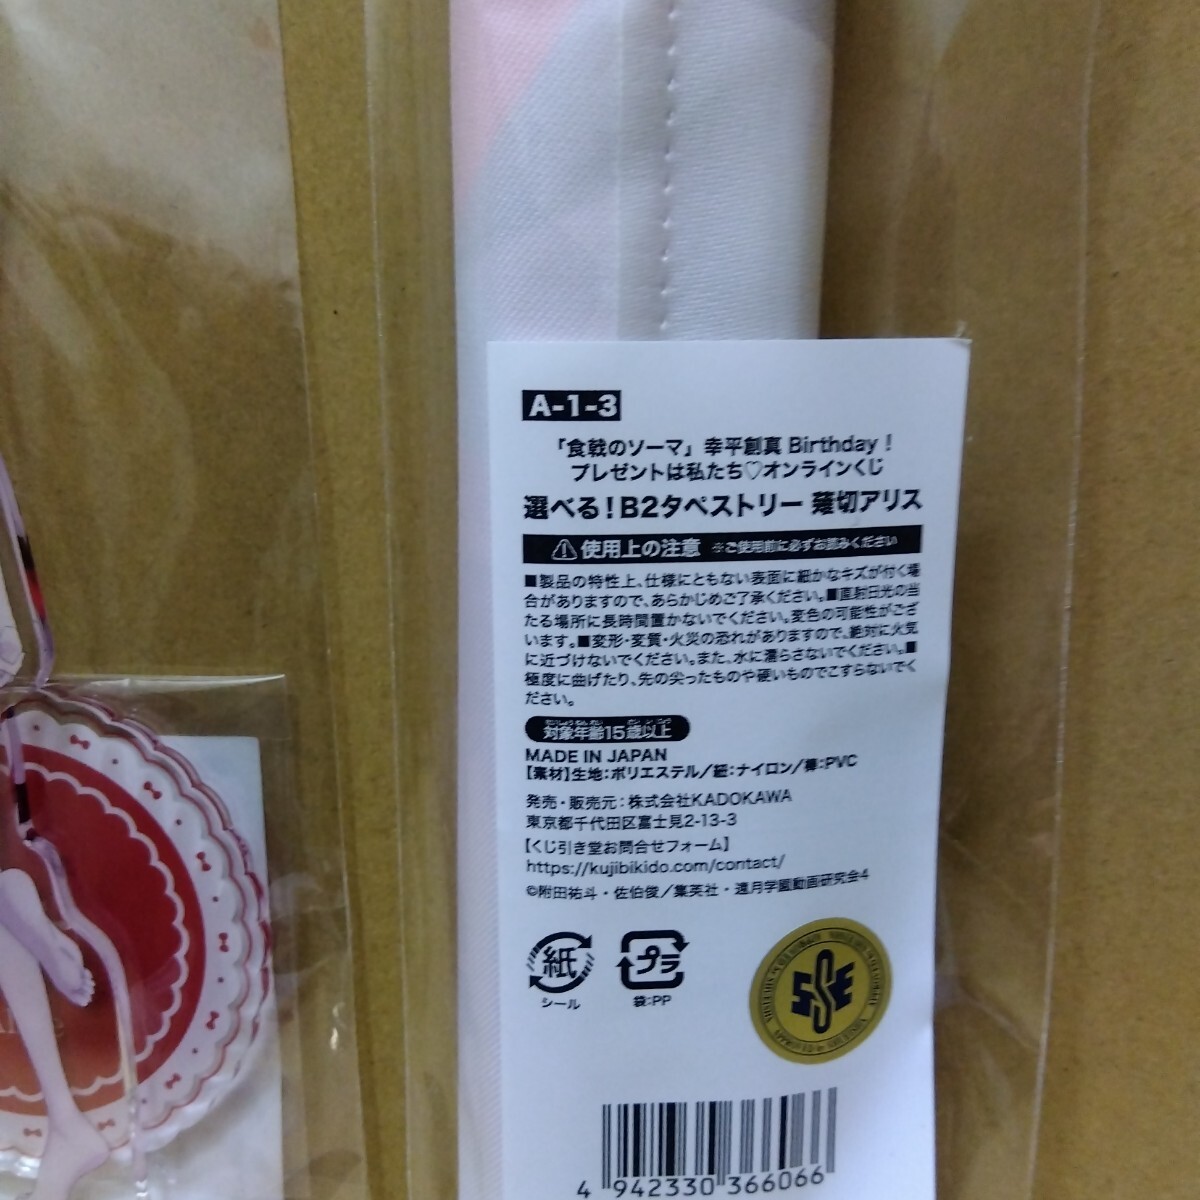 A-1-3
「食戟のソーマ」幸平創真 Birthday！
プレゼントは私たち♡オンラインくじ
選べる！B2タペストリー 薙切アリス
使用上の注意 ※ご使用前に必ずお読みください
■製品の特性上、仕様にともない表面に細かなキズが付く場
合がありますので、あらかじめご了承ください。■直射日光の当
たる場所に長時間置かないでください。変色の可能性がござ
います。■変形・変質・火災の恐れがありますので、絶対に火気
に近づけないでください。また、水に濡らさないでください。■
極度に曲げたり、先の尖ったものや硬いものでこすらないでく
ださい。
対象年齢15歳以上
MADE IN JAPAN
【素材】生地：ポリエステル／紐：ナイロン／棒：PVC
発売・販売元：株式会社KADOKAWA
東京都千代田区富士見2-13-3
【くじ引き堂お問合せフォーム】
https://kujibikido.com/contact/
©附田祐斗・佐伯俊／集英社・遠月学園動画研究会4
紙
シール
プラ
袋：PP
SSE
4 942330 366066